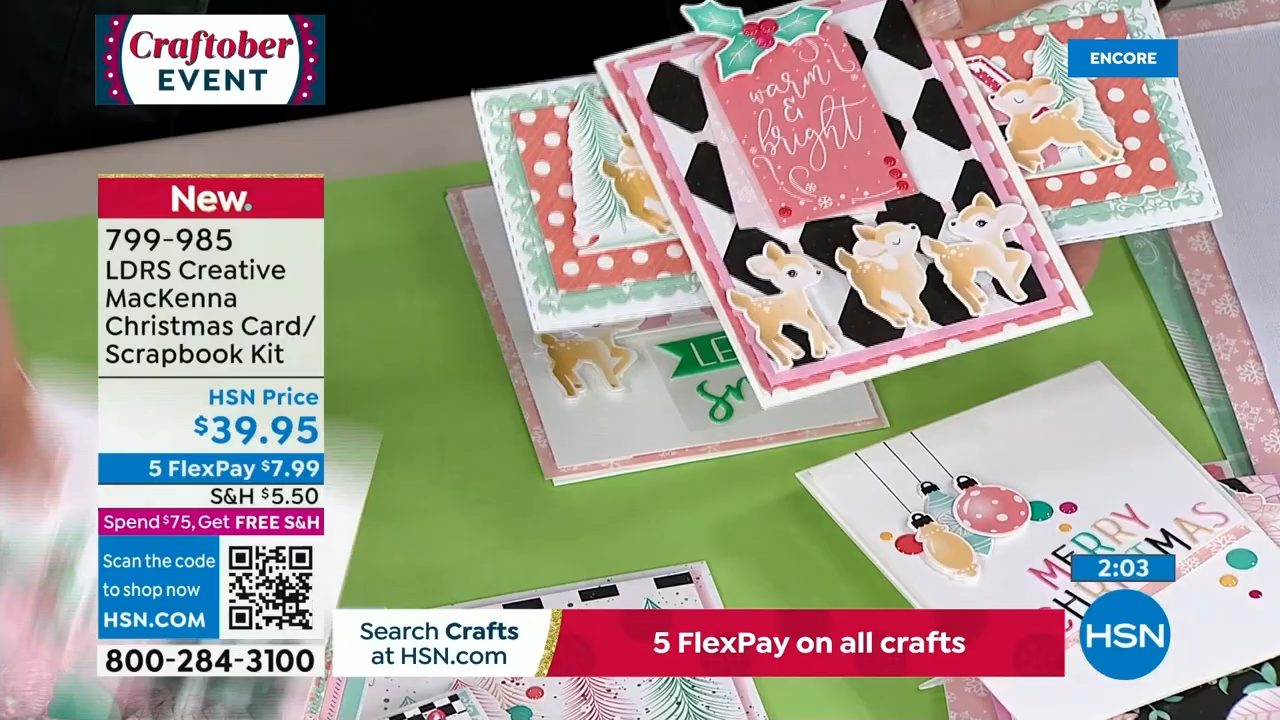 Craftober
EVENT
ENCORE
New.
799-985
LDRS Creative
MacKenna
Christmas Card/
Scrapbook Kit
HSN Price
$39.95
5 FlexPay $7.99
S&H $5.50
Spend $75, Get FREE S&H
Scan the code
to shop now
HSN.COM
800-284-3100
Search Crafts
at HSN.com
5 FlexPay on all crafts
2:03
HSN
warm
&
bright
LE
Sn
MERRY
CHRISTMAS